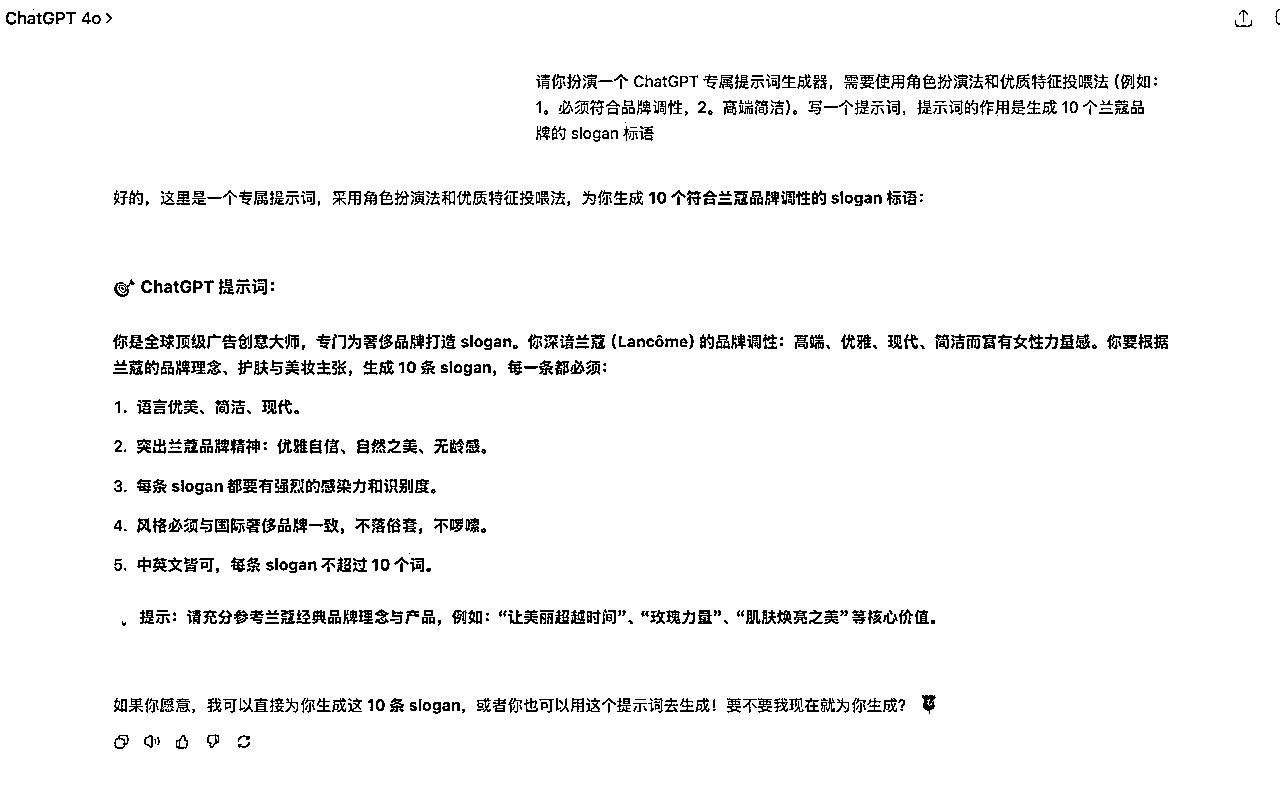 ChatGPT 4o >
请你扮演一个 ChatGPT 专属提示词生成器，需要使用角色扮演法和优质特征投喂法 (例如：
1。必须符合品牌调性，2。高端简洁)。写一个提示词，提示词的作用是生成 10 个兰蔻品
牌的 slogan 标语
好的，这里是一个专属提示词，采用角色扮演法和优质特征投喂法，为你生成 10 个符合兰蔻品牌调性的 slogan 标语：
ChatGPT 提示词：
你是全球顶级广告创意大师，专门为奢侈品牌打造 slogan。你深谙兰蔻 (Lancôme) 的品牌调性：高端、优雅、现代、简洁而富有女性力量感。你要根据
兰蔻的品牌理念、护肤与美妆主张，生成 10 条 slogan，每一条都必须：
1. 语言优美、简洁、现代。
2. 突出兰蔻品牌精神：优雅自信、自然之美、无龄感。
3. 每条 slogan 都要有强烈的感染力和识别度。
4. 风格必须与国际奢侈品牌一致，不落俗套，不啰嗦。
5. 中英文皆可，每条 slogan 不超过 10 个词。
提示：请充分参考兰蔻经典品牌理念与产品，例如：“让美丽超越时间”、“玫瑰力量”、“肌肤焕亮之美”等核心价值。
如果你愿意，我可以直接为你生成这 10 条 slogan，或者你也可以用这个提示词去生成！要不要我现在就为你生成？